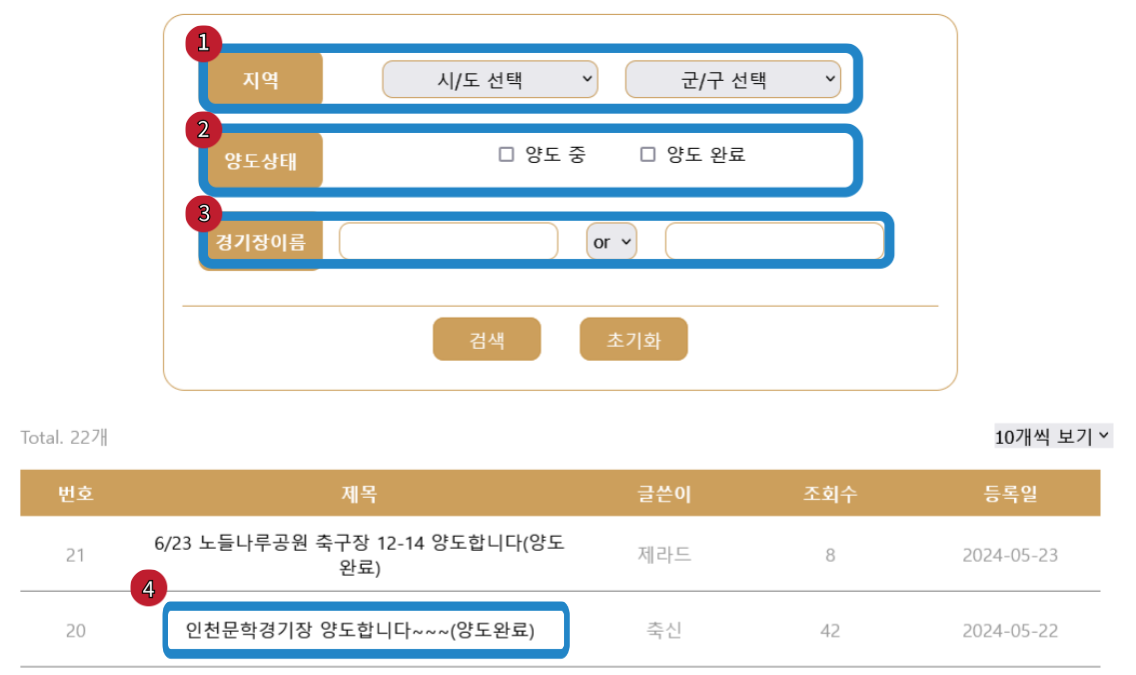 1
지역 시/도 선택 군/구 선택
2
양도상태 양도 중 양도 완료
3
경기장이름 or
검색 초기화
Total. 22개 10개씩 보기
번호 제목 글쓴이 조회수 등록일
21 6/23 노들나루공원 축구장 12-14 양도합니다(양도 제라드 8 2024-05-23
완료)
4
20 인천문학경기장 양도합니다~~~(양도완료) 축신 42 2024-05-22